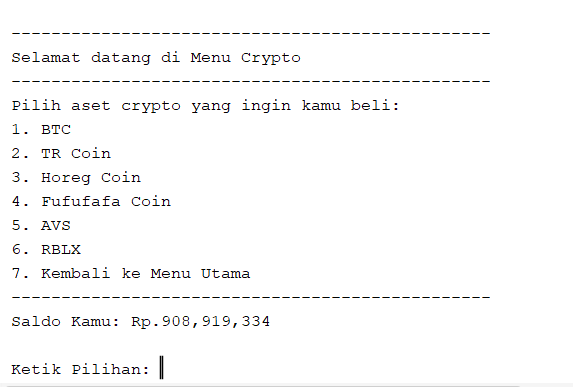 ------------------------------------------------
Selamat datang di Menu Crypto
------------------------------------------------
Pilih aset crypto yang ingin kamu beli:
1. BTC
2. TR Coin
3. Horeg Coin
4. Fufufafa Coin
5. AVS
6. RBLX
7. Kembali ke Menu Utama
------------------------------------------------
Saldo Kamu: Rp.908,919,334
Ketik Pilihan: